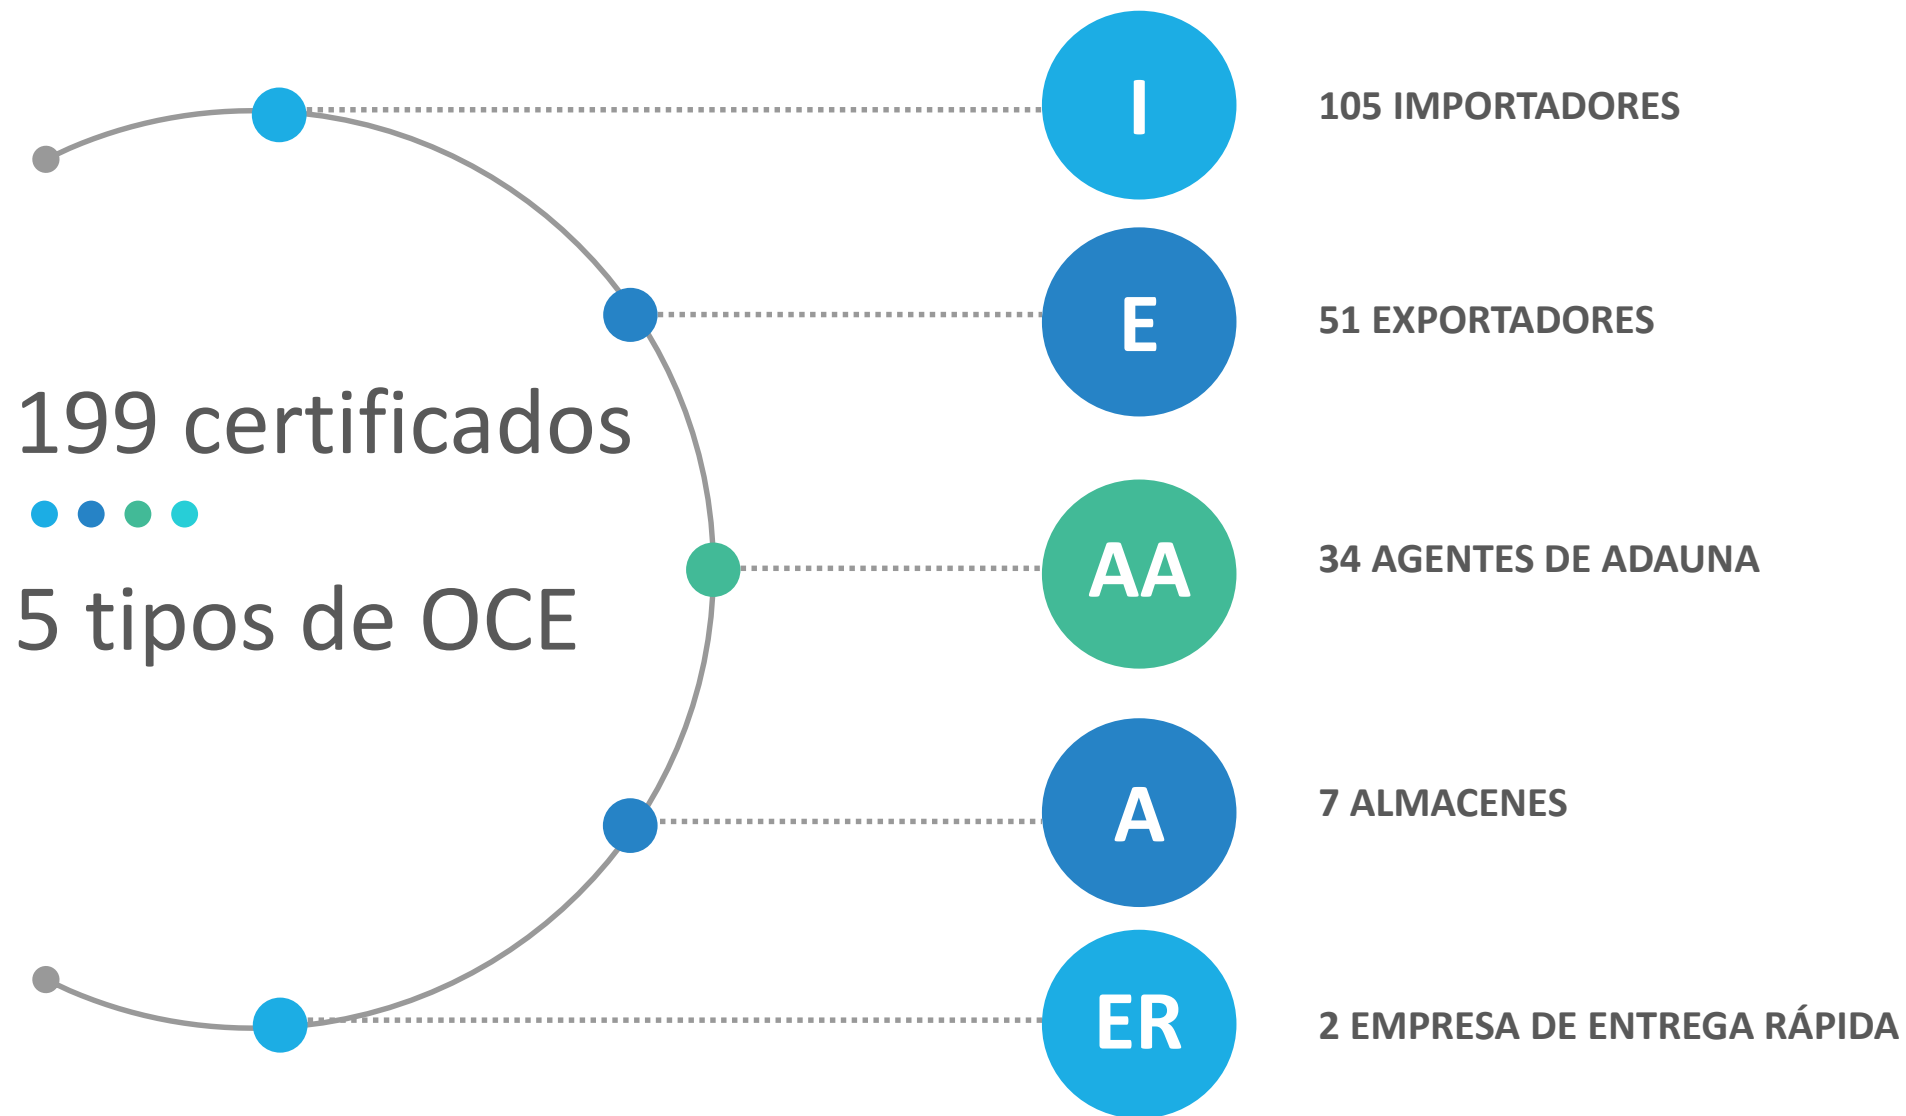 199 certificados
5 tipos de OCE
I
105 IMPORTADORES
E
51 EXPORTADORES
AA
34 AGENTES DE ADAUNA
A
7 ALMACENES
ER
2 EMPRESA DE ENTREGA RÁPIDA